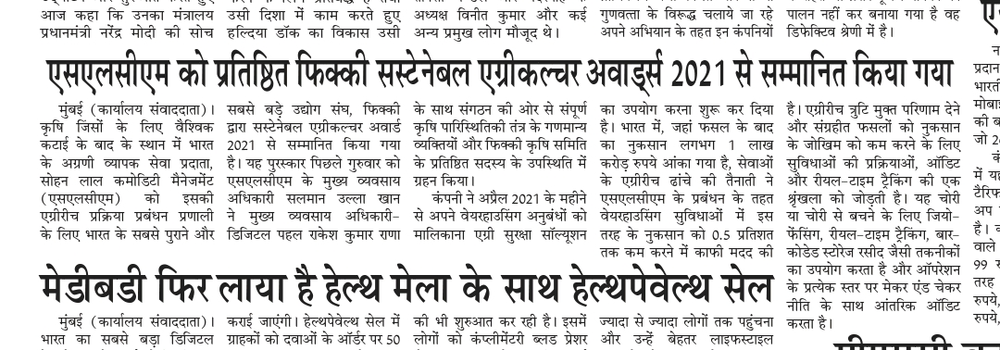 आज कहा कि उनका मंत्रालय
प्रधानमंत्री नरेंद्र मोदी की सोच
उसी दिशा में काम करते हुए
हल्दिया डॉक का विकास उसी
अध्यक्ष विनीत कुमार और कई
अन्य प्रमुख लोग मौजूद थे।
गुणवत्ता के विरूद्ध चलाये जा रहे
अपने अभियान के तहत इन कंपनियों
पालन नहीं कर बनाया गया है वह
डिफेक्टिव श्रेणी में है।
एसएलसीएम को प्रतिष्ठित फिक्की सस्टेनेबल एग्रीकल्चर अवार्ड्स 2021 से सम्मानित किया गया
मुंबई (कार्यालय संवाददाता)।
कृषि जिंसों के लिए वैश्विक
कटाई के बाद के स्थान में भारत
के अग्रणी व्यापक सेवा प्रदाता,
सोहन लाल कमोडिटी मैनेजमेंट
(एसएलसीएम) को इसकी
एग्रीरीच प्रक्रिया प्रबंधन प्रणाली
के लिए भारत के सबसे पुराने और
सबसे बड़े उद्योग संघ, फिक्की
द्वारा सस्टेनेबल एग्रीकल्चर अवार्ड
2021 से सम्मानित किया गया
है। यह पुरस्कार पिछले गुरुवार को
एसएलसीएम के मुख्य व्यवसाय
अधिकारी सलमान उल्ला खान
ने मुख्य व्यवसाय अधिकारी-
डिजिटल पहल राकेश कुमार राणा
के साथ संगठन की ओर से संपूर्ण
कृषि पारिस्थितिकी तंत्र के गणमान्य
व्यक्तियों और फिक्की कृषि समिति
के प्रतिष्ठित सदस्य के उपस्थिति में
ग्रहन किया।
कंपनी ने अप्रैल 2021 के महीने
से अपने वेयरहाउसिंग अनुबंधों को
मालिकाना एग्री सुरक्षा सॉल्यूशन
का उपयोग करना शुरू कर दिया
है। भारत में, जहां फसल के बाद
का नुकसान लगभग 1 लाख
करोड़ रुपये आंका गया है, सेवाओं
के एग्रीरीच ढांचे की तैनाती ने
एसएलसीएम के प्रबंधन के तहत
वेयरहाउसिंग सुविधाओं में इस
तरह के नुकसान को 0.5 प्रतिशत
तक कम करने में काफी मदद की
है। एग्रीरीच त्रुटि मुक्त परिणाम देने
और संग्रहीत फसलों को नुकसान
के जोखिम को कम करने के लिए
सुविधाओं की प्रक्रियाओं, ऑडिट
और रीयल-टाइम ट्रैकिंग की एक
श्रृंखला को जोड़ती है। यह चोरी
या चोरी से बचने के लिए जियो-
फेंसिंग, रीयल-टाइम ट्रैकिंग, बार-
कोडेड स्टोरेज रसीद जैसी तकनीकों
का उपयोग करता है और ऑपरेशन
के प्रत्येक स्तर पर मेकर एंड चेकर
नीति के साथ आंतरिक ऑडिट
करता है।
मेडीबडी फिर लाया है हेल्थ मेला के साथ हेल्थपेवेल्थ सेल
मुंबई (कार्यालय संवाददाता)।
भारत का सबसे बड़ा डिजिटल
कराई जाएंगी। हेल्थपेवेल्थ सेल में
ग्राहकों को दवाओं के ऑर्डर पर 50
की भी शुरुआत कर रही है। इसमें
लोगों को कंप्लीमेंटरी ब्लड प्रेशर
ज्यादा से ज्यादा लोगों तक पहुंचना
और उन्हें बेहतर लाइफस्टाइल
प्रदान
भारती
की ब
में यह
टैरिफ
अप
है।
वाले
99
तरह
रुपये,
रुपये,